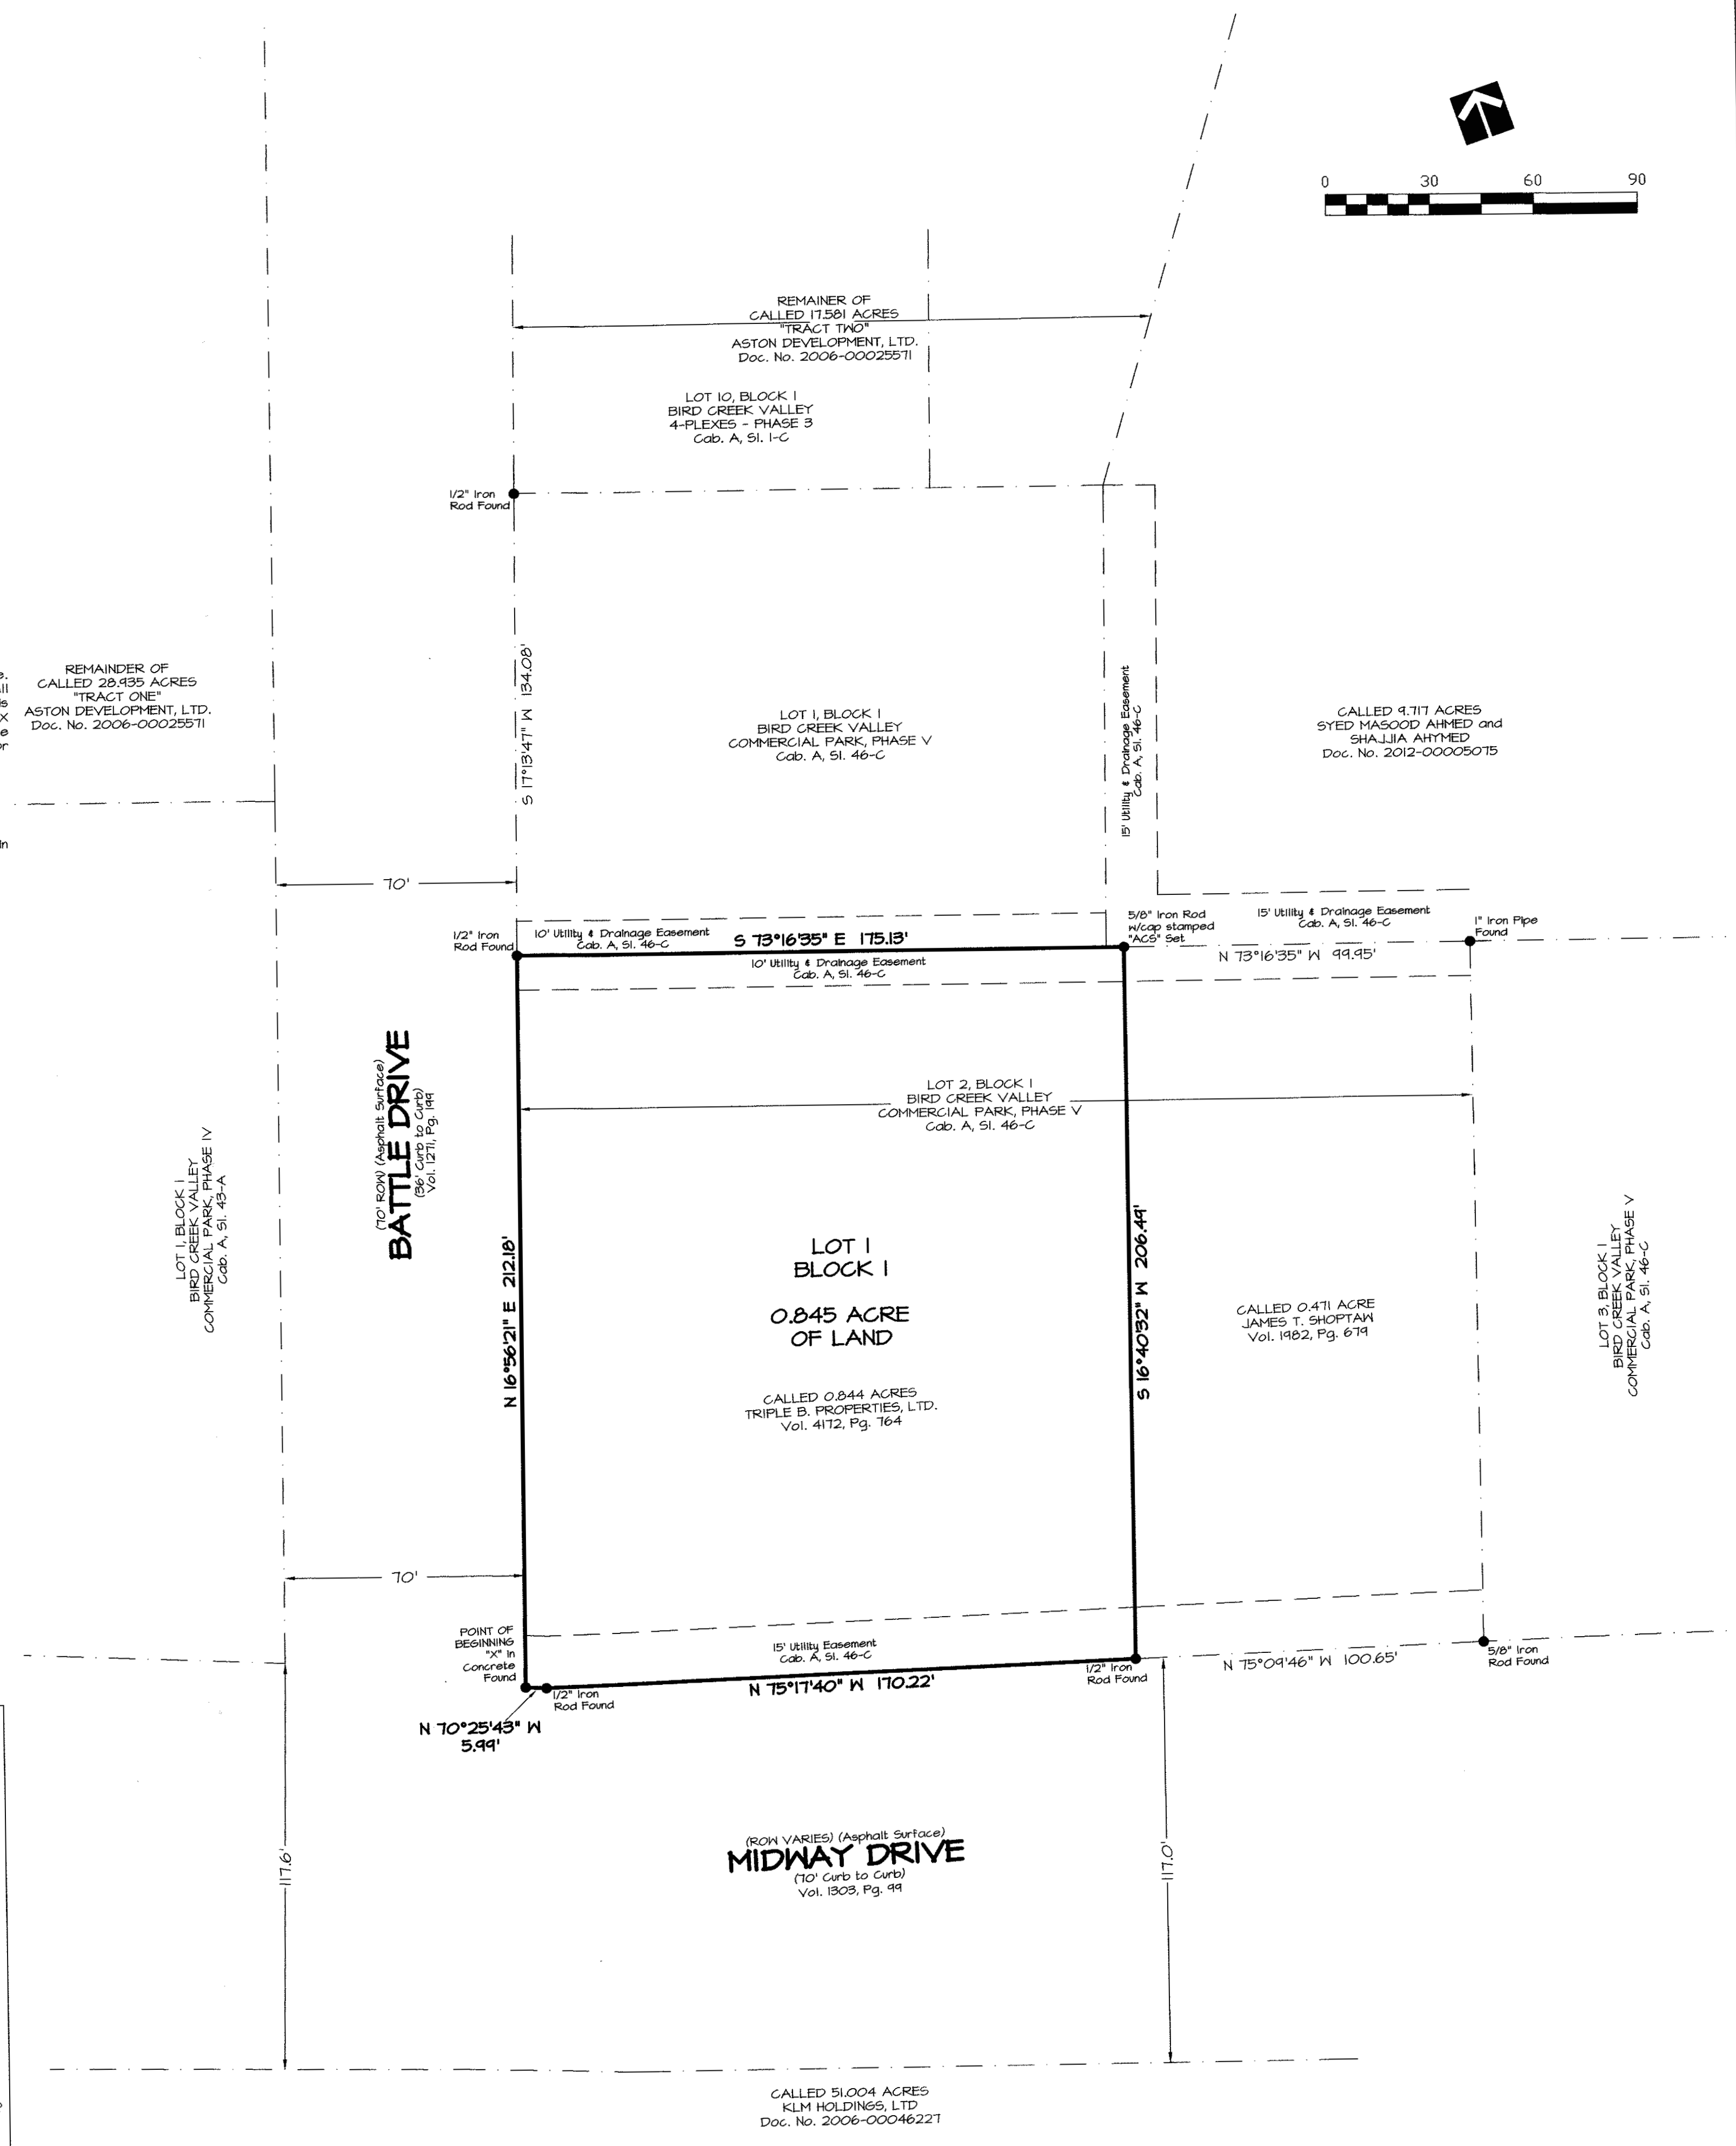 0 30 60 90
REMAINER OF
CALLED 17.581 ACRES
"TRACT TWO"
ASTON DEVELOPMENT, LTD.
Doc. No. 2006-00025571
LOT 10, BLOCK 1
BIRD CREEK VALLEY
4-PLEXES - PHASE 3
Cab. A, Sl. 1-C
1/2" Iron
Rod Found
REMAINDER OF
CALLED 28.935 ACRES
"TRACT ONE"
ASTON DEVELOPMENT, LTD.
Doc. No. 2006-00025571
S 17°13'47" W 134.08'
LOT 1, BLOCK 1
BIRD CREEK VALLEY
COMMERCIAL PARK, PHASE V
Cab. A, Sl. 46-C
15' Utility & Drainage Easement
Cab. A, Sl. 46-C
CALLED 9.717 ACRES
SYED MASOOD AHMED and
SHAJJIA AHYMED
Doc. No. 2012-00005075
70'
1/2" Iron
Rod Found
10' Utility & Drainage Easement
Cab. A, Sl. 46-C
S 73°16'35" E 175.13'
10' Utility & Drainage Easement
Cab. A, Sl. 46-C
5/8" Iron Rod
w/cap stamped
"ACS" Set
15' Utility & Drainage Easement
Cab. A, Sl. 46-C
1" Iron Pipe
Found
N 73°16'35" W 99.95'
(70' ROW) (Asphalt Surface)
BATTLE DRIVE
(36' Curb to Curb)
Vol. 1271, Pg. 199
LOT 2, BLOCK 1
BIRD CREEK VALLEY
COMMERCIAL PARK, PHASE V
Cab. A, Sl. 46-C
LOT 1, BLOCK 1
BIRD CREEK VALLEY
COMMERCIAL PARK, PHASE IV
Cab. A, Sl. 43-A
N 16°56'21" E 212.18'
LOT 1
BLOCK 1
0.845 ACRE
OF LAND
CALLED 0.844 ACRES
TRIPLE B. PROPERTIES, LTD.
Vol. 4172, Pg. 764
S 16°40'32" W 206.49'
CALLED 0.471 ACRE
JAMES T. SHOPTAW
Vol. 1982, Pg. 679
LOT 3, BLOCK 1
BIRD CREEK VALLEY
COMMERCIAL PARK, PHASE V
Cab. A, Sl. 46-C
70'
POINT OF
BEGINNING
"X" in
Concrete
Found
15' Utility Easement
Cab. A, Sl. 46-C
1/2" Iron
Rod Found
N 75°17'40" W 170.22'
1/2" Iron
Rod Found
N 75°09'46" W 100.65'
5/8" Iron
Rod Found
N 70°25'43" W
5.99'
117.6'
(ROW VARIES) (Asphalt Surface)
MIDWAY DRIVE
(70' Curb to Curb)
Vol. 1303, Pg. 99
117.0'
CALLED 51.004 ACRES
KLM HOLDINGS, LTD
Doc. No. 2006-00046227